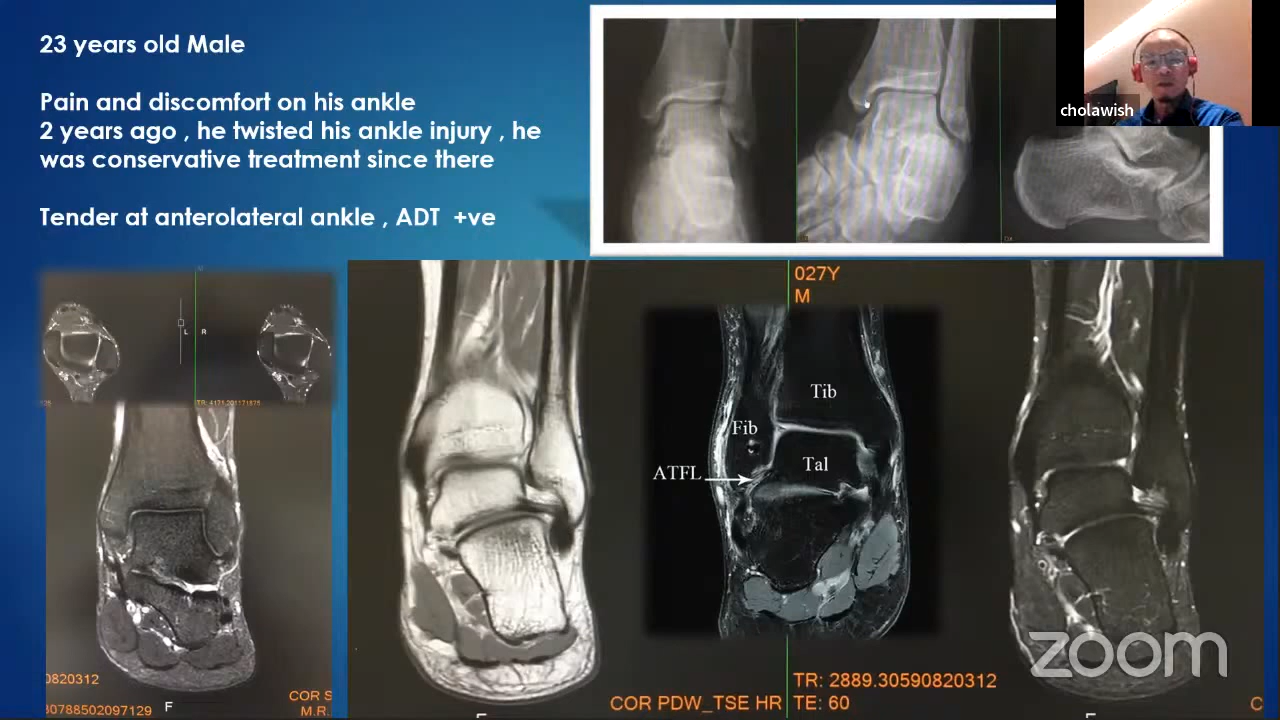 23 years old Male
Pain and discomfort on his ankle
2 years ago , he twisted his ankle injury , he
was conservative treatment since there
Tender at anterolateral ankle , ADT +ve
cholawish
L
R
027Y
M
Tib
Fib
Tal
ATFL
0820312
30788502097129
F
COR S
M.R.
COR PDW_TSE HR
TR: 2889.30590820312
TE: 60
zoom
C